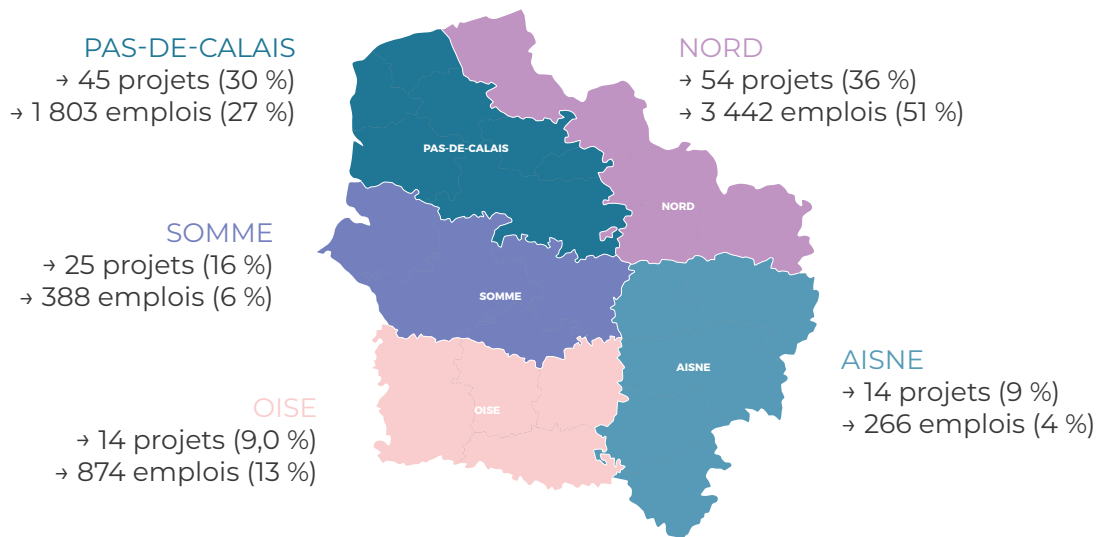 PAS-DE-CALAIS
→ 45 projets (30 %)
→ 1 803 emplois (27 %)
NORD
→ 54 projets (36 %)
→ 3 442 emplois (51 %)
PAS-DE-CALAIS
NORD
SOMME
→ 25 projets (16 %)
→ 388 emplois (6 %)
SOMME
AISNE
AISNE
→ 14 projets (9 %)
→ 266 emplois (4 %)
OISE
→ 14 projets (9,0 %)
→ 874 emplois (13 %)
OISE